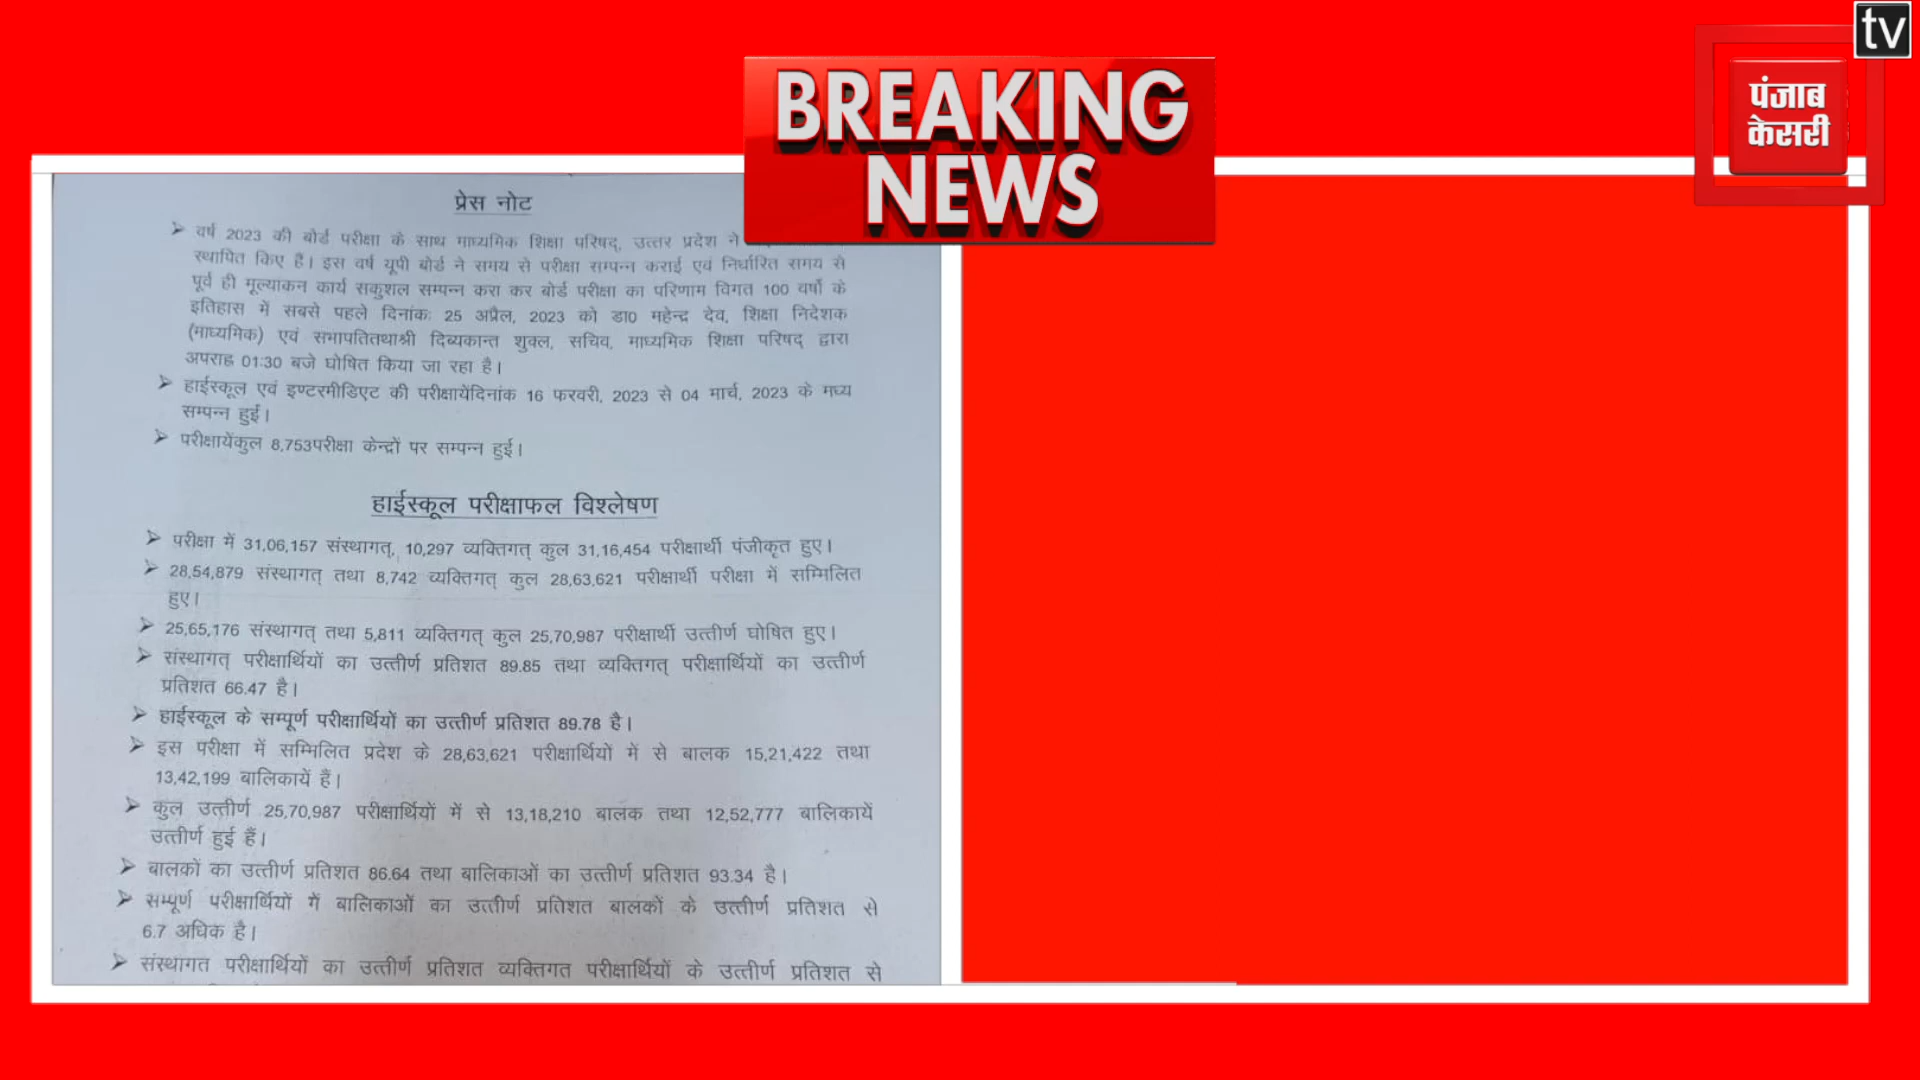 tv
पंजाब
केसरी
BREAKING
NEWS
प्रेस नोट
➢ वर्ष 2023 की बोर्ड परीक्षा के साथ माध्यमिक शिक्षा परिषद्, उत्तर प्रदेश ने
स्थापित किए हैं। इस वर्ष यूपी बोर्ड ने समय से परीक्षा सम्पन्न कराई एवं निर्धारित समय से
पूर्व ही मूल्याकन कार्य सकुशल सम्पन्न करा कर बोर्ड परीक्षा का परिणाम विगत 100 वर्षों के
इतिहास में सबसे पहले दिनांकः 25 अप्रैल, 2023 को डा0 महेन्द्र देव, शिक्षा निदेशक
(माध्यमिक) एवं सभापतितथाश्री दिब्यकान्त शुक्ल, सचिव, माध्यमिक शिक्षा परिषद् द्वारा
अपराह्न 01:30 बजे घोषित किया जा रहा है।
➢ हाईस्कूल एवं इण्टरमीडिएट की परीक्षायेंदिनांक 16 फरवरी, 2023 से 04 मार्च, 2023 के मध्य
सम्पन्न हुई।
➢ परीक्षायेंकुल 8,753परीक्षा केन्द्रों पर सम्पन्न हुई।
हाईस्कूल परीक्षाफल विश्लेषण
➢ परीक्षा में 31,06,157 संस्थागत्, 10,297 व्यक्तिगत् कुल 31,16,454 परीक्षार्थी पंजीकृत हुए।
➢ 28,54,879 संस्थागत् तथा 8,742 व्यक्तिगत् कुल 28,63,621 परीक्षार्थी परीक्षा में सम्मिलित
हुए।
➢ 25,65,176 संस्थागत् तथा 5,811 व्यक्तिगत् कुल 25,70,987 परीक्षार्थी उत्तीर्ण घोषित हुए।
➢ संस्थागत् परीक्षार्थियों का उत्तीर्ण प्रतिशत 89.85 तथा व्यक्तिगत् परीक्षार्थियों का उत्तीर्ण
प्रतिशत 66.47 है।
➢ हाईस्कूल के सम्पूर्ण परीक्षार्थियों का उत्तीर्ण प्रतिशत 89.78 है।
➢ इस परीक्षा में सम्मिलित प्रदेश के 28,63,621 परीक्षार्थियों में से बालक 15,21,422 तथा
13,42,199 बालिकायें हैं।
➢ कुल उत्तीर्ण 25,70,987 परीक्षार्थियों में से 13,18,210 बालक तथा 12,52,777 बालिकायें
उत्तीर्ण हुई हैं।
➢ बालकों का उत्तीर्ण प्रतिशत 86.64 तथा बालिकाओं का उत्तीर्ण प्रतिशत 93.34 है।
➢ सम्पूर्ण परीक्षार्थियों में बालिकाओं का उत्तीर्ण प्रतिशत बालकों के उत्तीर्ण प्रतिशत से
6.7 अधिक है।
➢ संस्थागत परीक्षार्थियों का उत्तीर्ण प्रतिशत व्यक्तिगत परीक्षार्थियों के उत्तीर्ण प्रतिशत से